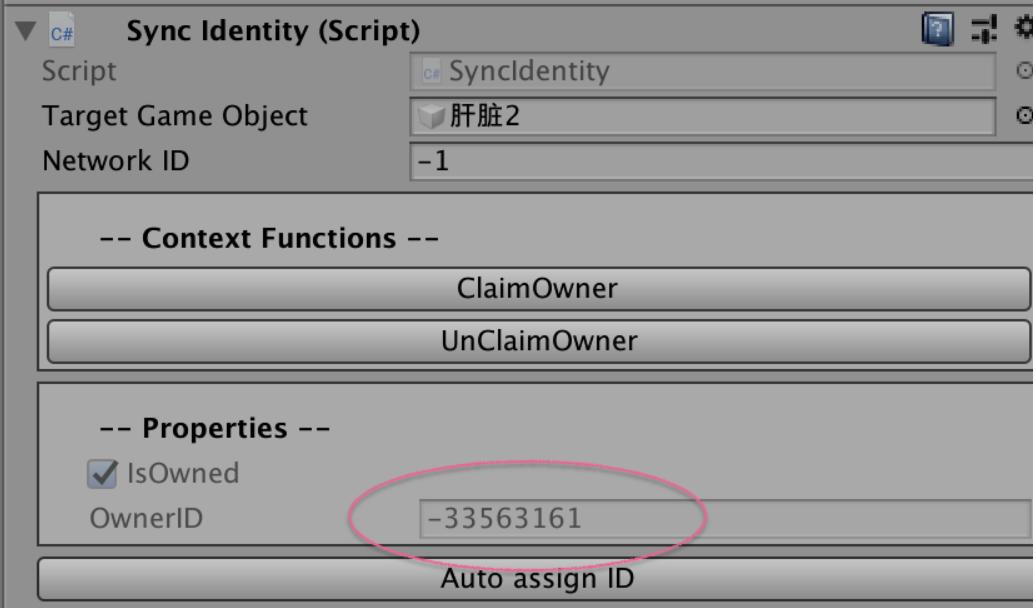 C# Sync Identity (Script)
Script C# SyncIdentity
Target Game Object 肝脏2
Network ID -1
-- Context Functions --
ClaimOwner
UnClaimOwner
-- Properties --
IsOwned
OwnerID -33563161
Auto assign ID